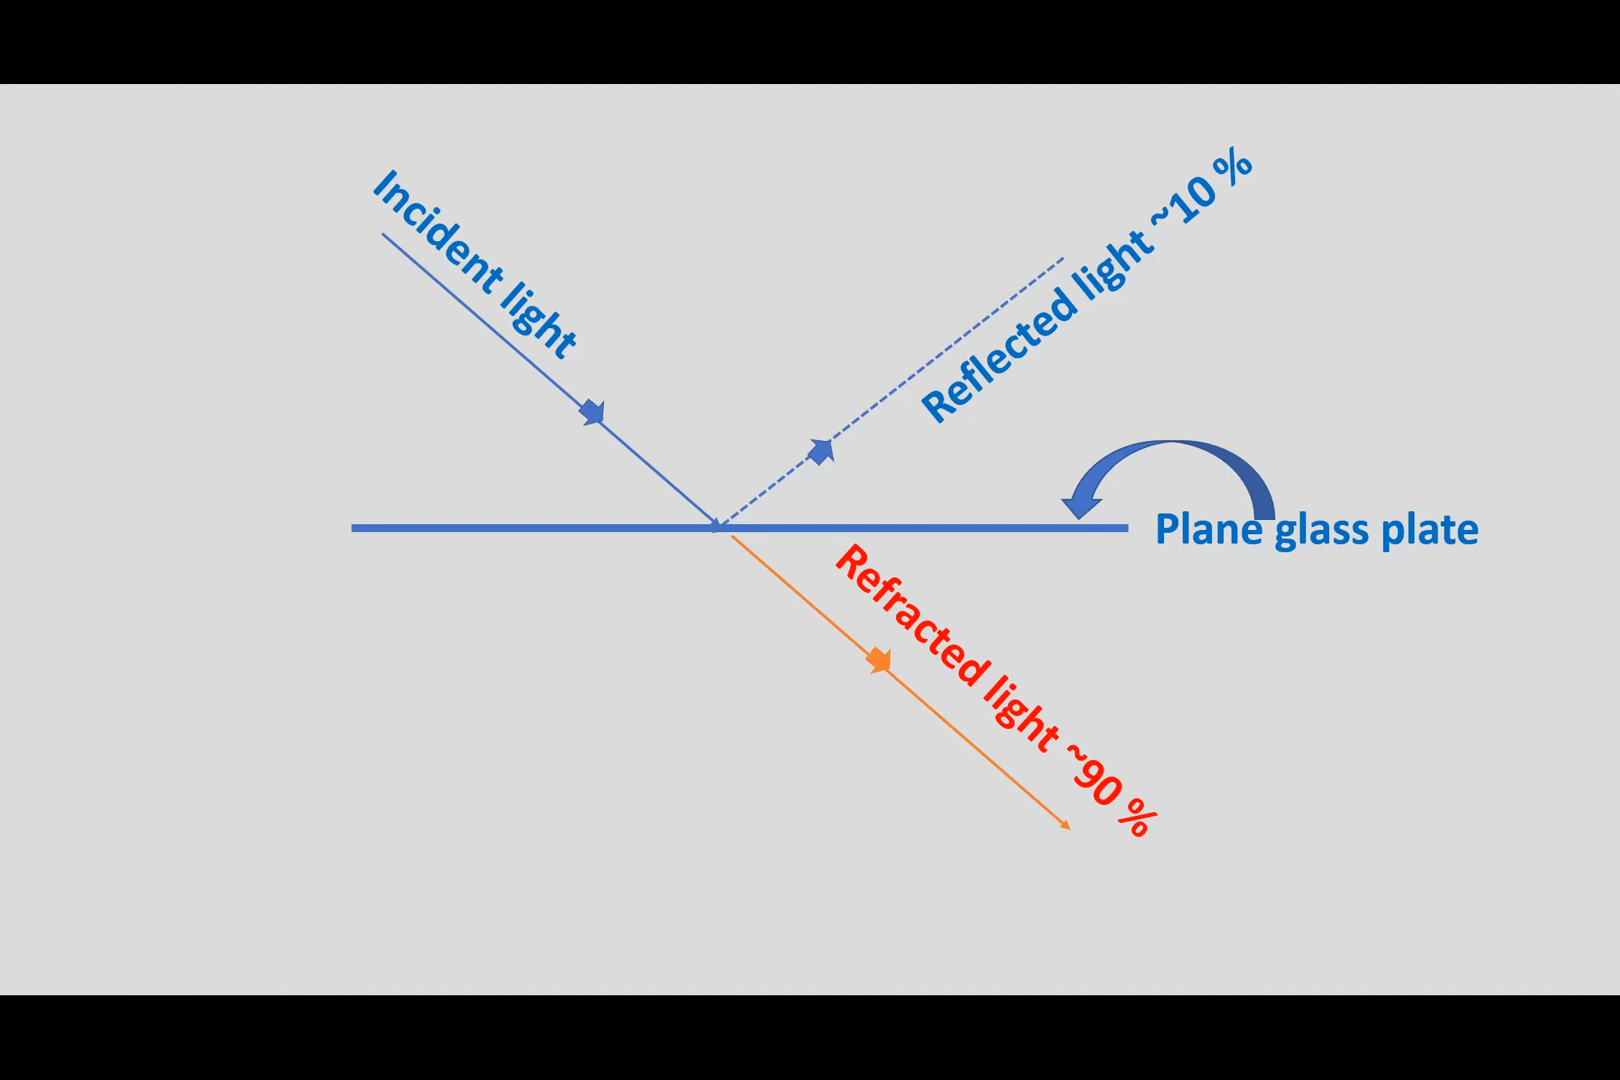 Incident light
Reflected light ~10 %
Plane glass plate
Refracted light ~90 %